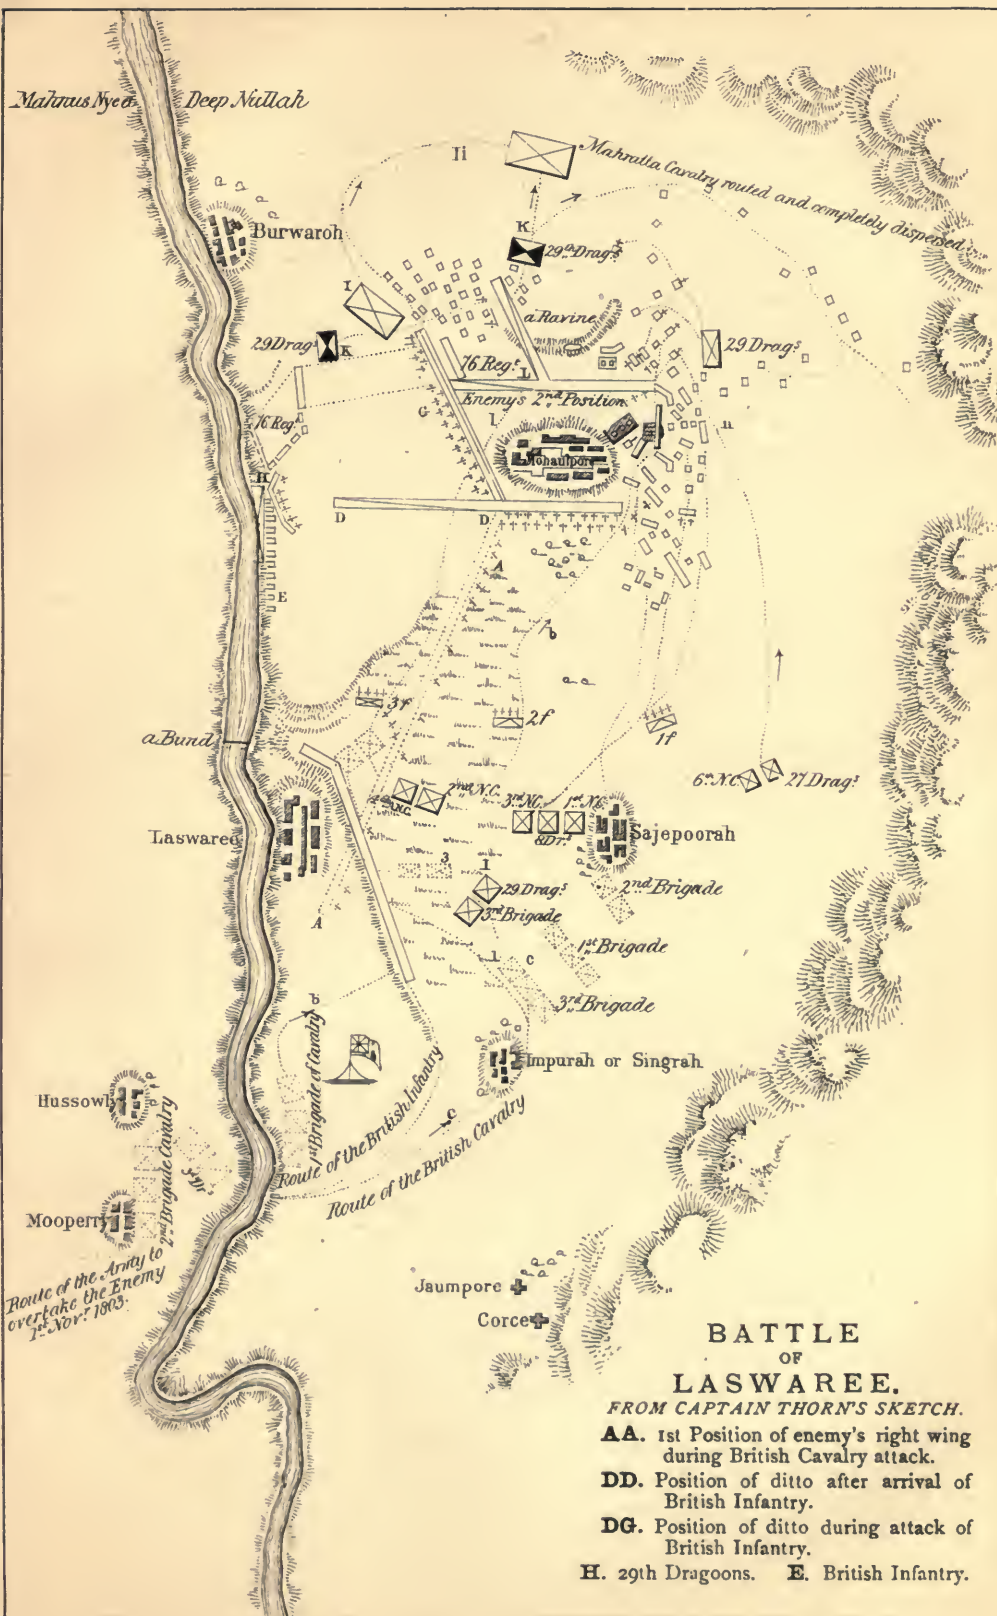 Mahnus Nye or Deep Nullah
Ii
Mahratta Cavalry routed and completely dispersed
Burwaroh
K
29th Drags
I
a Ravine
29 Drags
K
76 Regt
L
29 Drags
Enemys 2nd Position
G
l
76 Regt
n
Mohaulpore
H
D
D
A
E
b
3f
2f
1f
a Bund
6th N.C.
27 Drags
2nd N.C.
4th N.C.
3rd N.C.
1st N.C.
8 Dr.s
Laswaree
Sajepoorah
3
1
29 Drags
2nd Brigade
3rd Brigade
A
1st Brigade
1
c
3rd Brigade
b
1st Brigade of Cavalry
Impurah or Singrah
Route of the British Infantry
c
Route of the British Cavalry
Hussowly
2nd Brigade Cavalry
Mooperry
Route of the Army to
overtake the Enemy
1st Novr. 1803.
Jaumpore
Corce
BATTLE
OF
LASWAREE.
FROM CAPTAIN THORN'S SKETCH.
AA. 1st Position of enemy's right wing
during British Cavalry attack.
DD. Position of ditto after arrival of
British Infantry.
DG. Position of ditto during attack of
British Infantry.
H. 29th Dragoons. E. British Infantry.